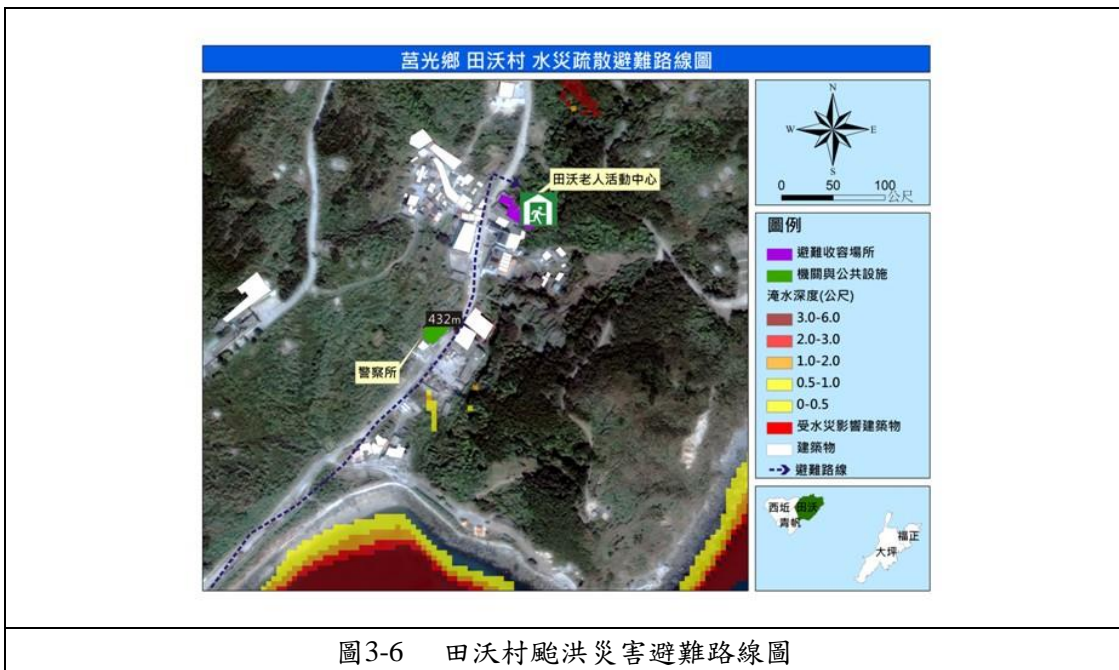 莒光鄉 田沃村 水災疏散避難路線圖
田沃老人活動中心
432m
警察所
N
W
E
S
0 50 100
公尺
圖例
避難收容場所
機關與公共設施
淹水深度(公尺)
3.0-6.0
2.0-3.0
1.0-2.0
0.5-1.0
0-0.5
受水災影響建築物
建築物
避難路線
西坵
田沃
青帆
福正
大坪
圖3-6 田沃村颱洪災害避難路線圖